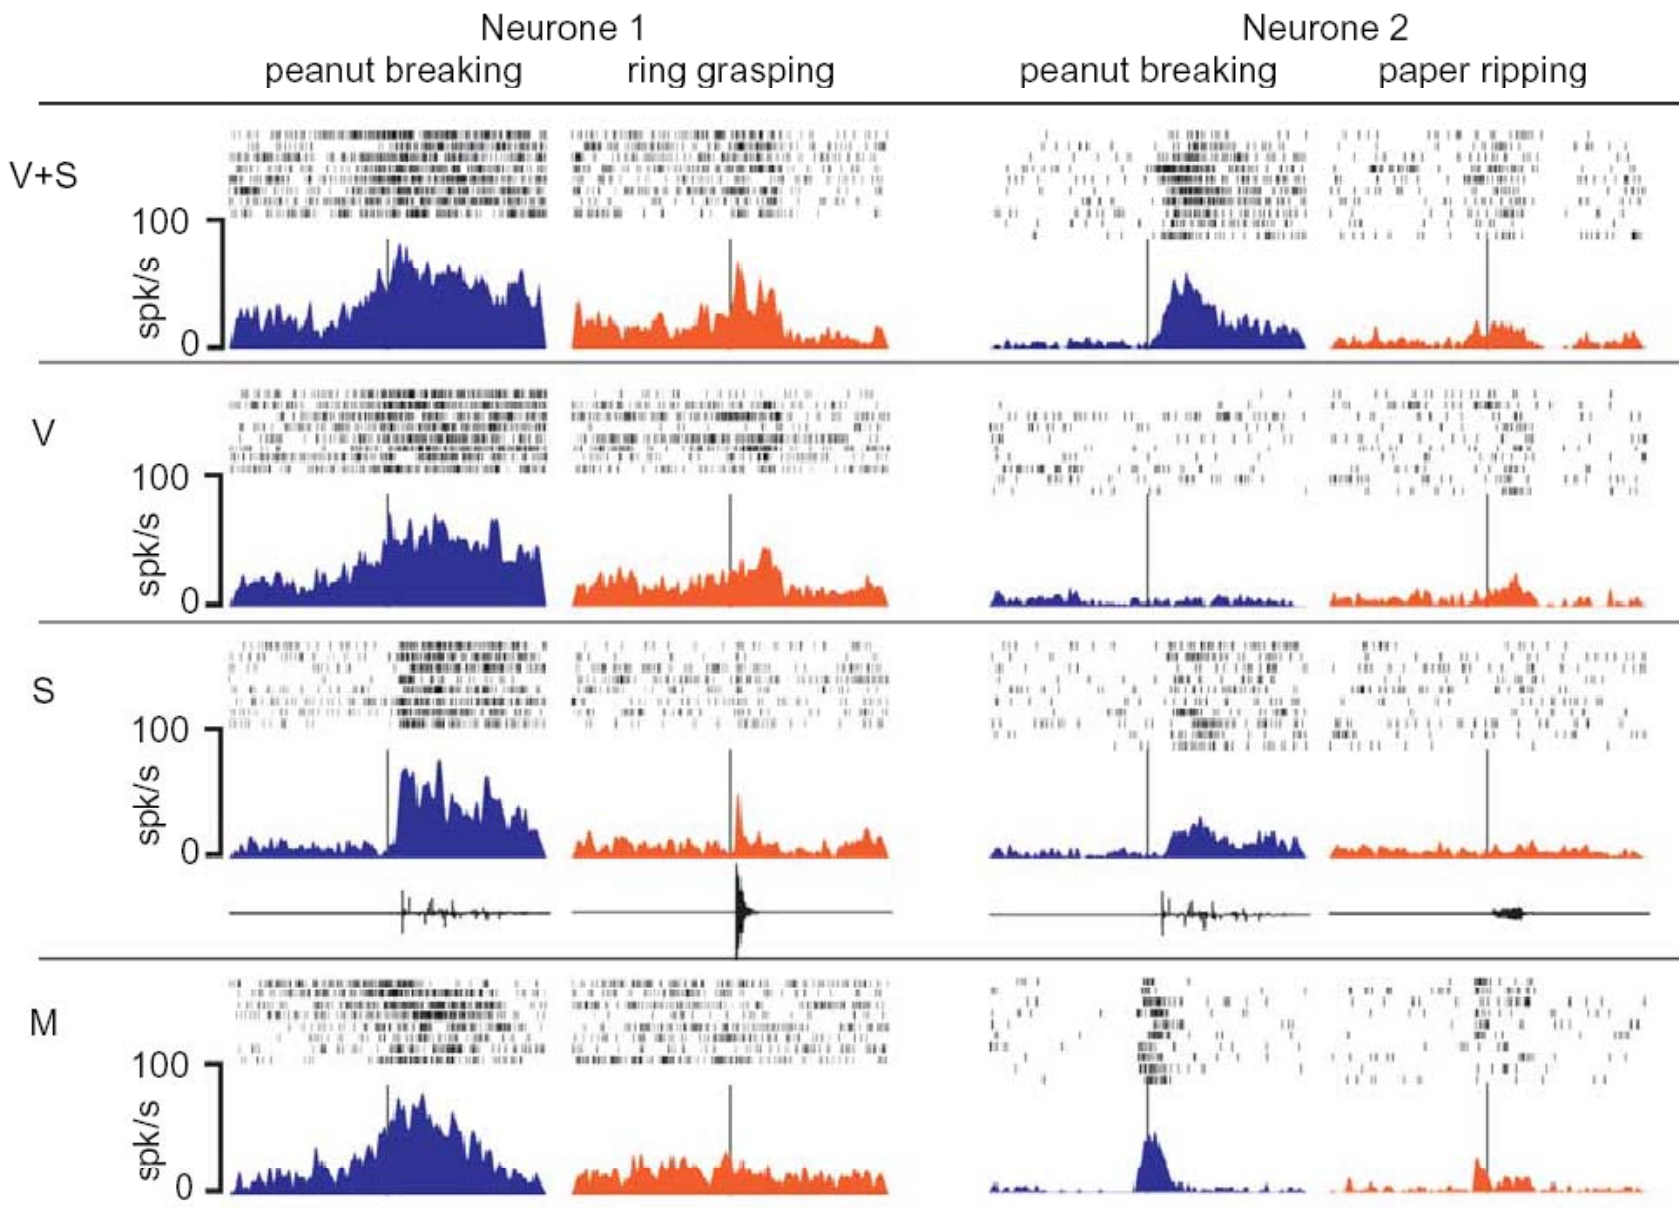 Neurone 1 Neurone 2
peanut breaking ring grasping peanut breaking paper ripping
V+S
100
spk/s
0
V
100
spk/s
0
S
100
spk/s
0
M
100
spk/s
0